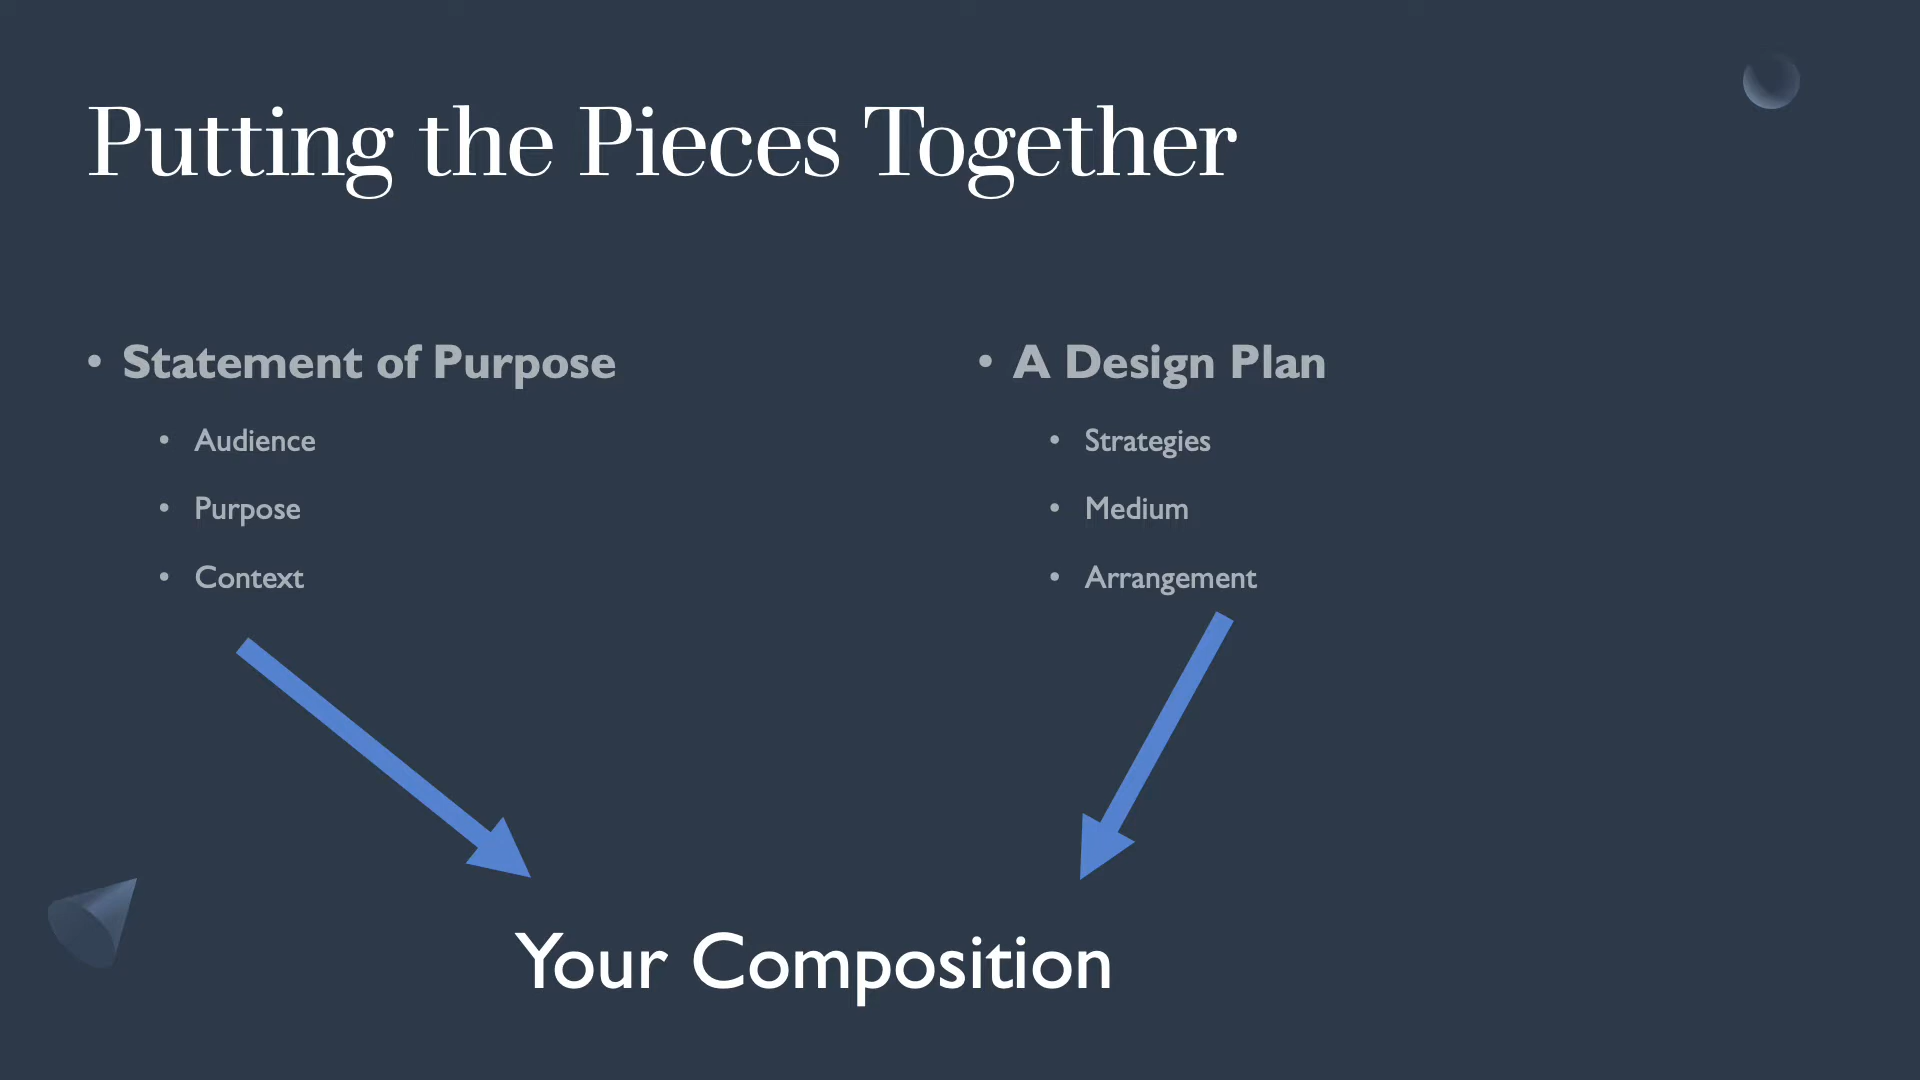 Putting the Pieces Together
• Statement of Purpose
• Audience
• Purpose
• Context
• A Design Plan
• Strategies
• Medium
• Arrangement
Your Composition